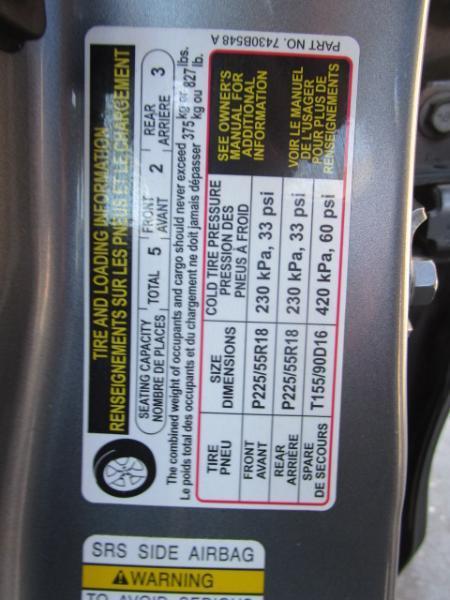 TIRE AND LOADING INFORMATION
RENSEIGNEMENTS SUR LES PNEUS ET LE CHARGEMENT
SEATING CAPACITY
NOMBRE DE PLACES
TOTAL 5
FRONT
AVANT
2
REAR
ARRIÈRE
3
The combined weight of occupants and cargo should never exceed 375 kg or 827 lbs.
Le poids total des occupants et du chargement ne doit jamais dépasser 375 kg ou 827 lb.
TIRE
PNEU
SIZE
DIMENSIONS
COLD TIRE PRESSURE
PRESSION DES
PNEUS À FROID
FRONT
AVANT
P225/55R18
230 kPa, 33 psi
REAR
ARRIÈRE
P225/55R18
230 kPa, 33 psi
SPARE
DE SECOURS
T155/90D16
420 kPa, 60 psi
SEE OWNER'S
MANUAL FOR
ADDITIONAL
INFORMATION
VOIR LE MANUEL
DE L'USAGER
POUR PLUS DE
RENSEIGNEMENTS
PART NO. 7430B548 A
SRS SIDE AIRBAG
WARNING
TO AVOID SERIOUS